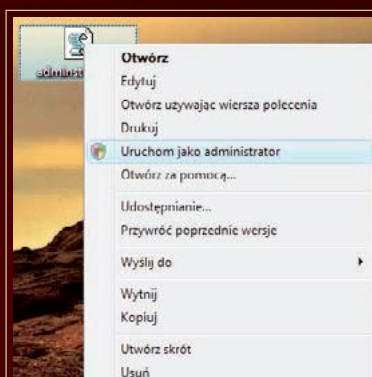 Otwórz
Edytuj
Otwórz używając wiersza polecenia
Drukuj
Uruchom jako administrator
Otwórz za pomocą...
Udostępnianie...
Przywróć poprzednie wersje
Wyślij do
Wytnij
Kopiuj
Utwórz skrót
Usuń